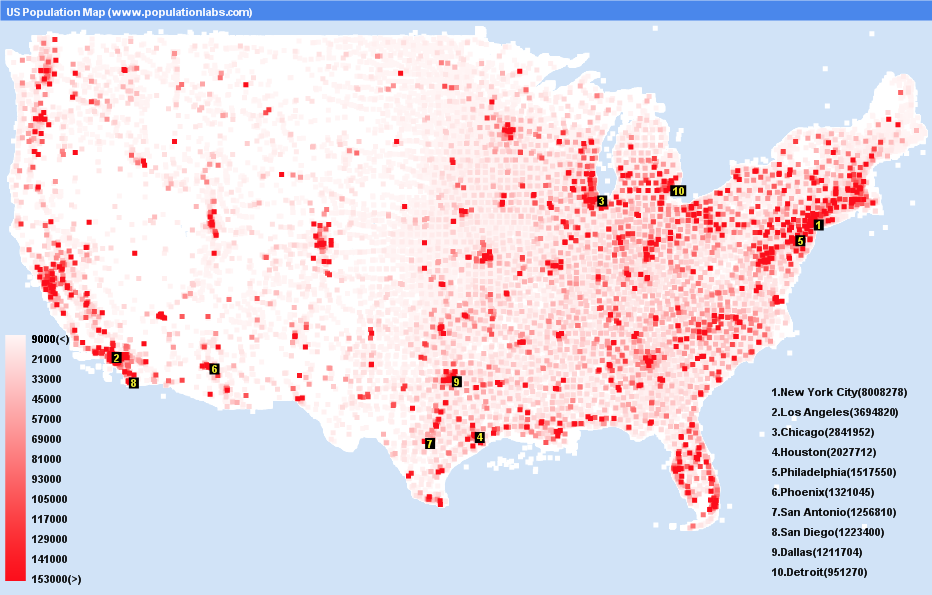 US Population Map (www.populationlabs.com)
10
3
1
5
9000(<)
21000
33000
45000
57000
69000
81000
93000
105000
117000
129000
141000
153000(>)
2
8
6
9
7
4
1.New York City(8008278)
2.Los Angeles(3694820)
3.Chicago(2841952)
4.Houston(2027712)
5.Philadelphia(1517550)
6.Phoenix(1321045)
7.San Antonio(1256810)
8.San Diego(1223400)
9.Dallas(1211704)
10.Detroit(951270)